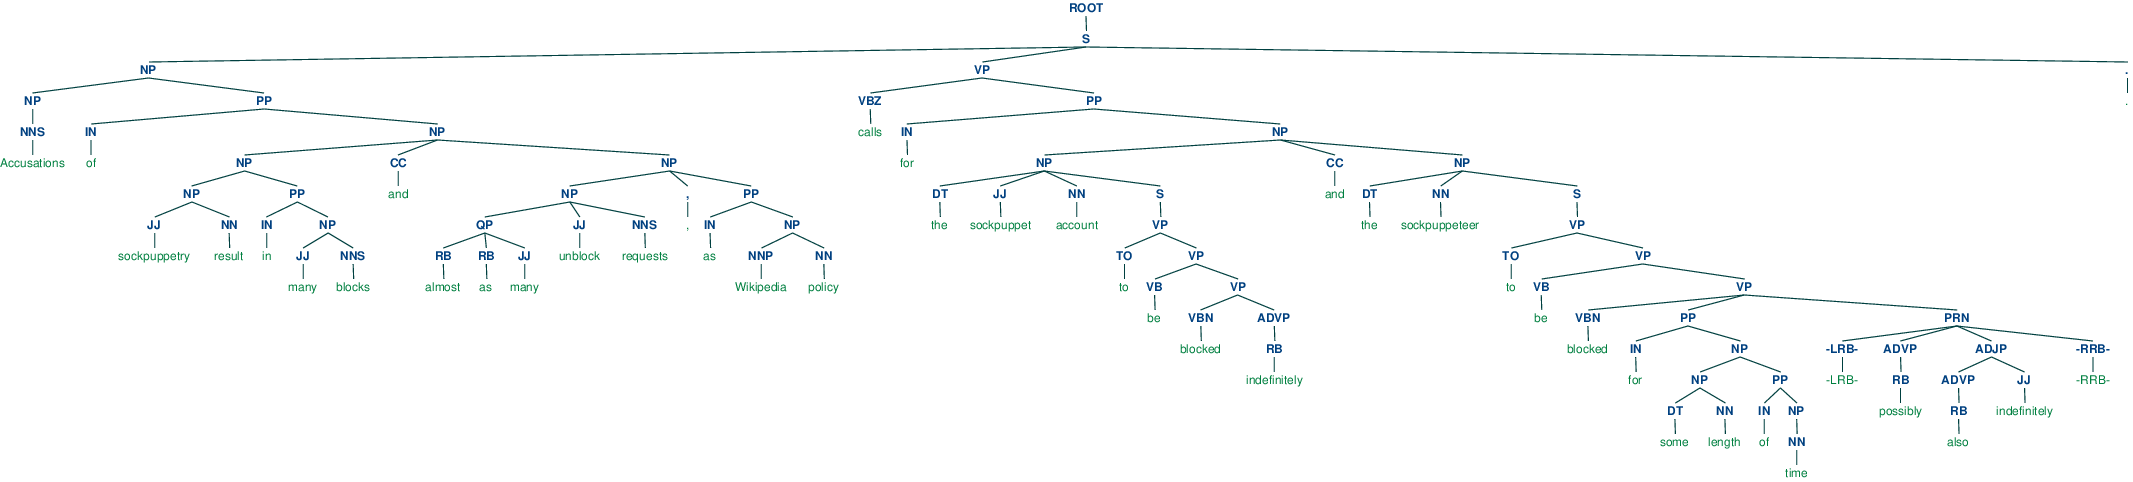 ROOT
S
NP VP .
NP PP VBZ PP .
NNS IN NP calls IN NP
Accusations of NP CC NP for NP CC NP
NP PP and NP , PP DT JJ NN S and DT NN S
JJ NN IN NP QP JJ NNS , IN NP the sockpuppet account VP the sockpuppeteer VP
sockpuppetry result in JJ NNS RB RB JJ unblock requests as NNP NN TO VP TO VP
many blocks almost as many Wikipedia policy to VB VP to VB VP
be VBN ADVP be VBN PP PRN
blocked RB blocked IN NP -LRB- ADVP ADJP -RRB-
indefinitely for NP PP -LRB- RB ADVP JJ -RRB-
DT NN IN NP possibly RB indefinitely
some length of NN also
time